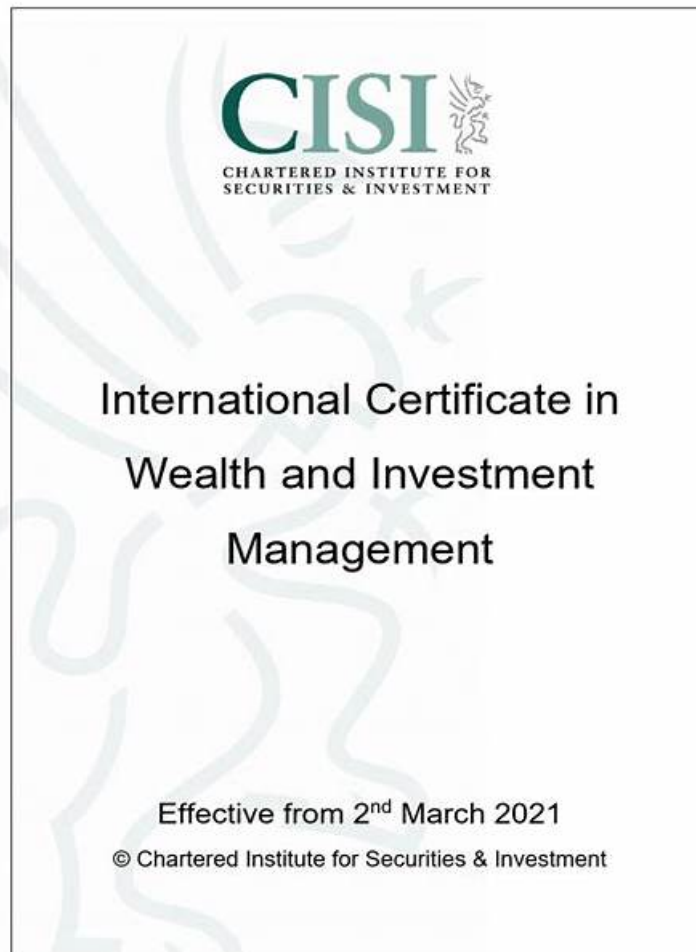 CISI
CHARTERED INSTITUTE FOR
SECURITIES & INVESTMENT
International Certificate in
Wealth and Investment
Management
Effective from 2nd March 2021
© Chartered Institute for Securities & Investment